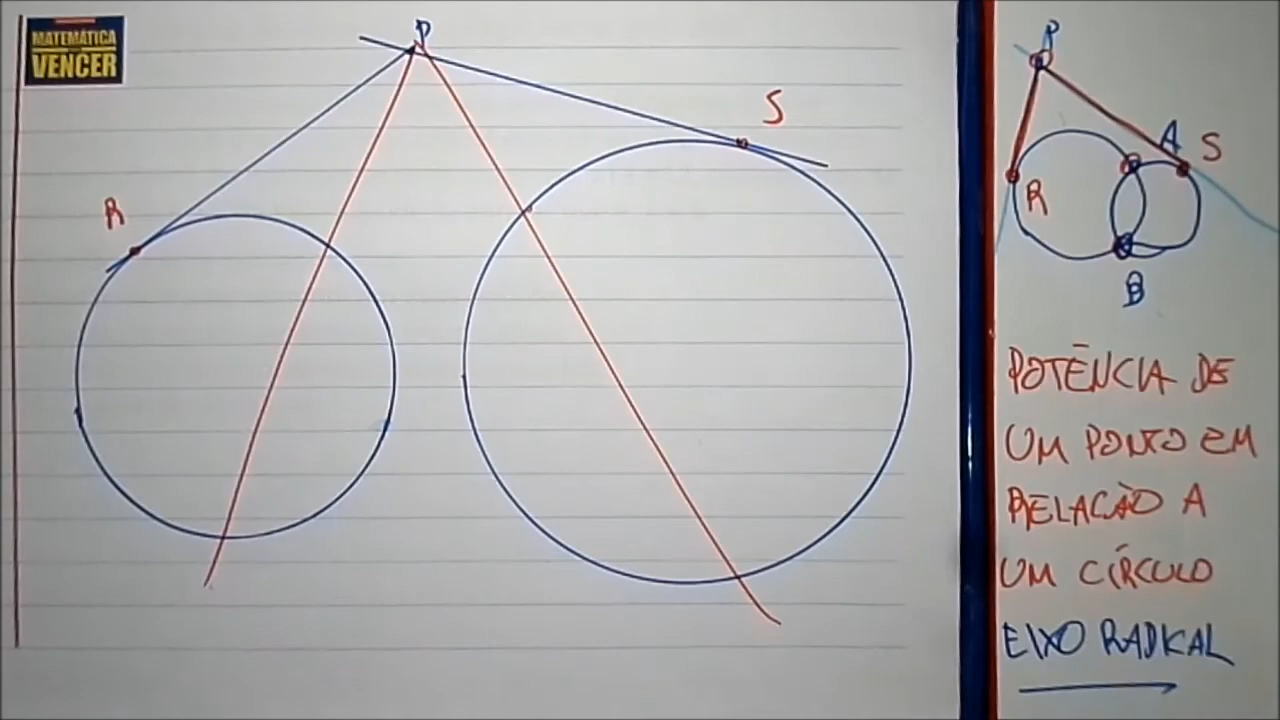 MATEMÁTICA
VENCER
P
S
R
P
A
S
R
B
POTÊNCIA DE
UM PONTO EM
RELAÇÃO A
UM CÍRCULO
EIXO RADICAL